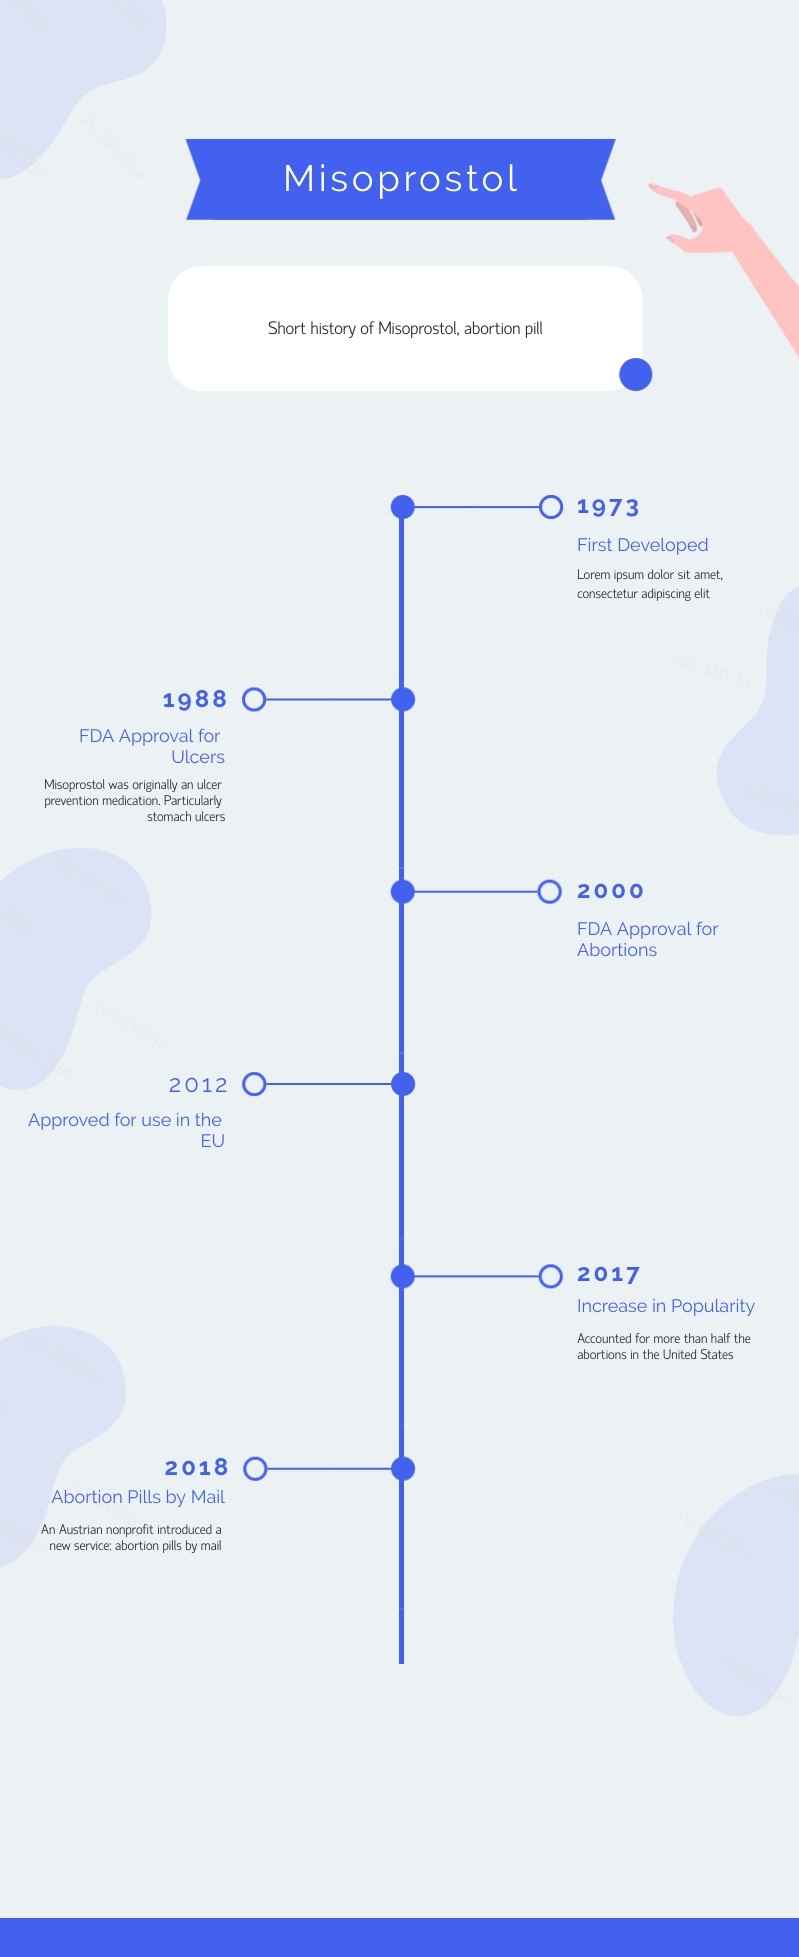 Misoprostol
Short history of Misoprostol, abortion pill
1973
First Developed
Lorem ipsum dolor sit amet,
consectetur adipiscing elit
1988
FDA Approval for
Ulcers
Misoprostol was originally an ulcer
prevention medication. Particularly
stomach ulcers
2000
FDA Approval for
Abortions
2012
Approved for use in the
EU
2017
Increase in Popularity
Accounted for more than half the
abortions in the United States
2018
Abortion Pills by Mail
An Austrian nonprofit introduced a
new service: abortion pills by mail
PREMIUM